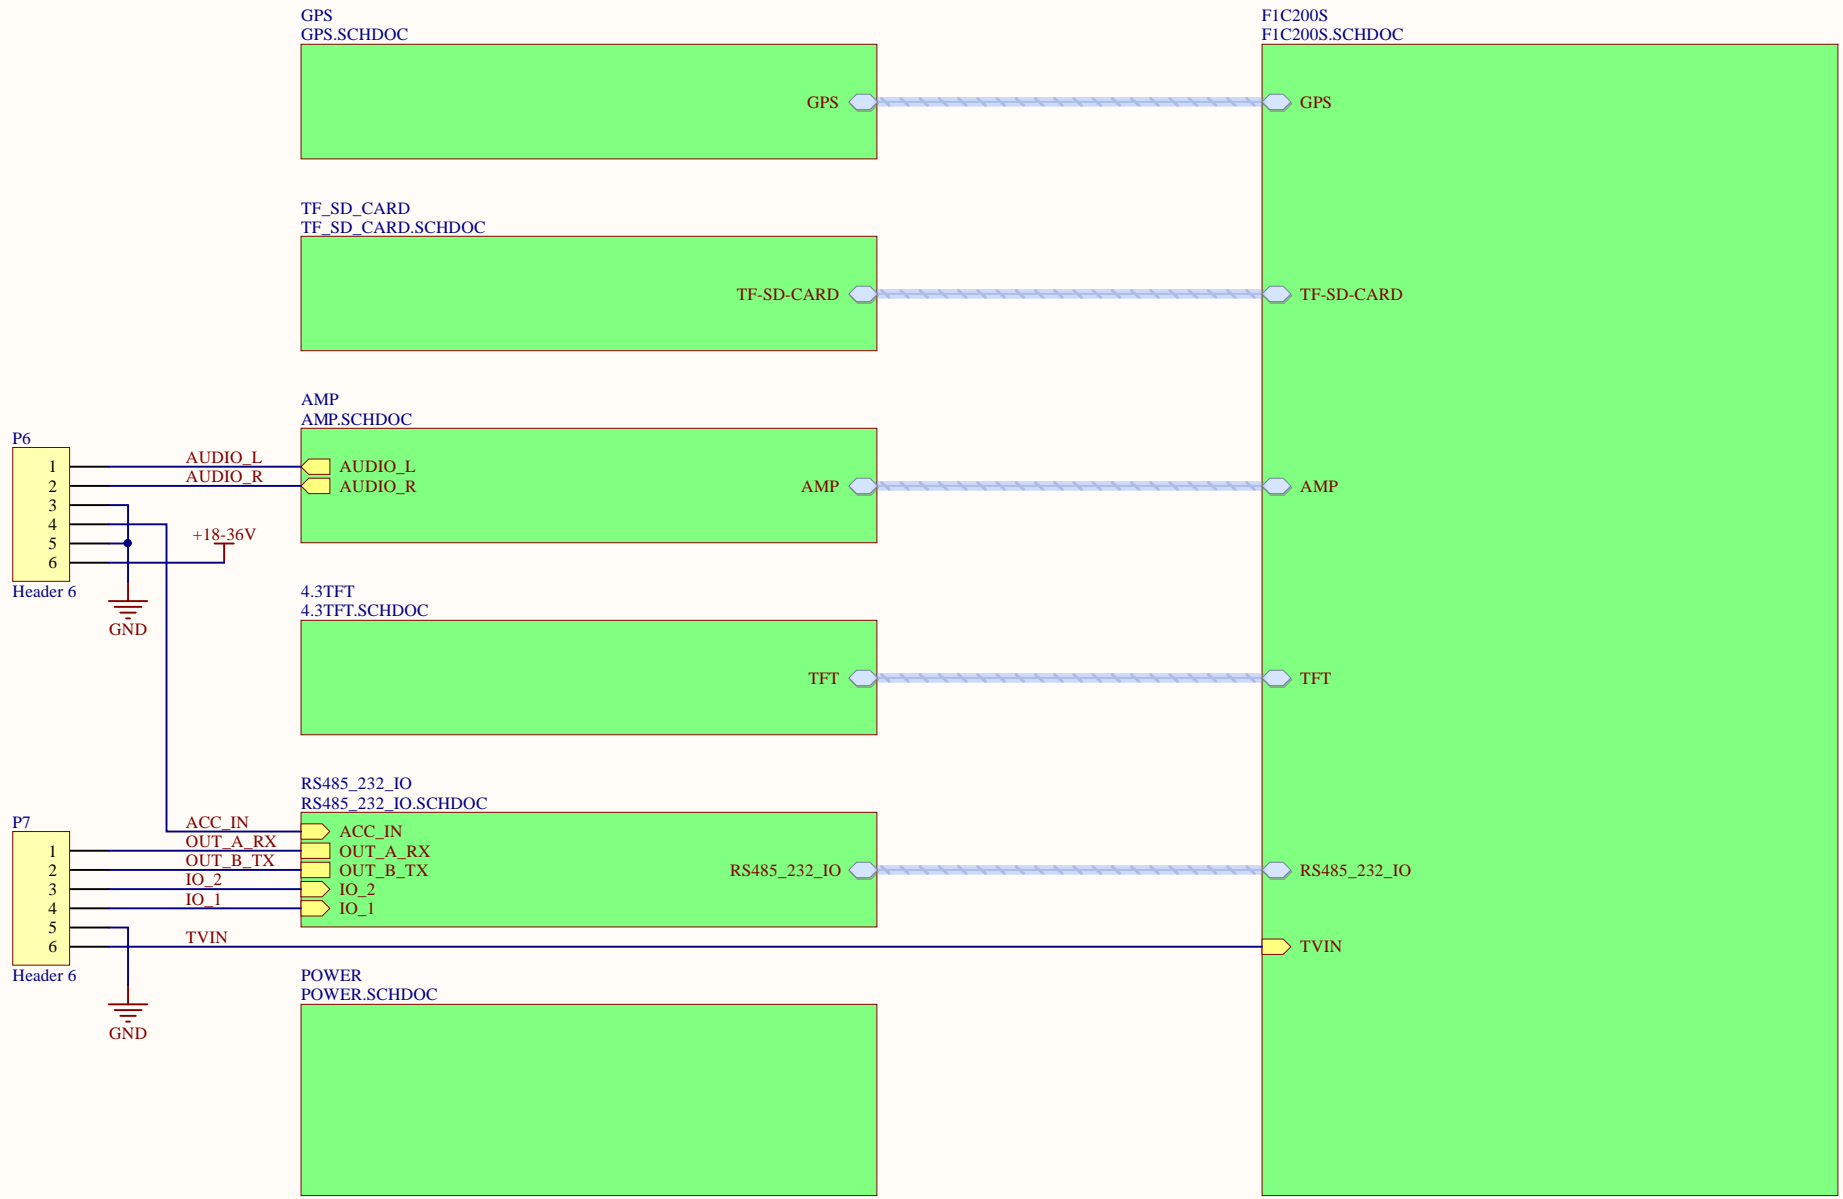 GPS
GPS.SCHDOC
GPS
F1C200S
F1C200S.SCHDOC
GPS
TF_SD_CARD
TF_SD_CARD.SCHDOC
TF-SD-CARD
TF-SD-CARD
AMP
AMP.SCHDOC
AUDIO_L
AUDIO_R
AMP
AMP
P6
1
2
3
4
5
6
Header 6
AUDIO_L
AUDIO_R
+18-36V
GND
4.3TFT
4.3TFT.SCHDOC
TFT
TFT
RS485_232_IO
RS485_232_IO.SCHDOC
ACC_IN
OUT_A_RX
OUT_B_TX
IO_2
IO_1
RS485_232_IO
RS485_232_IO
P7
1
2
3
4
5
6
Header 6
ACC_IN
OUT_A_RX
OUT_B_TX
IO_2
IO_1
TVIN
TVIN
GND
POWER
POWER.SCHDOC